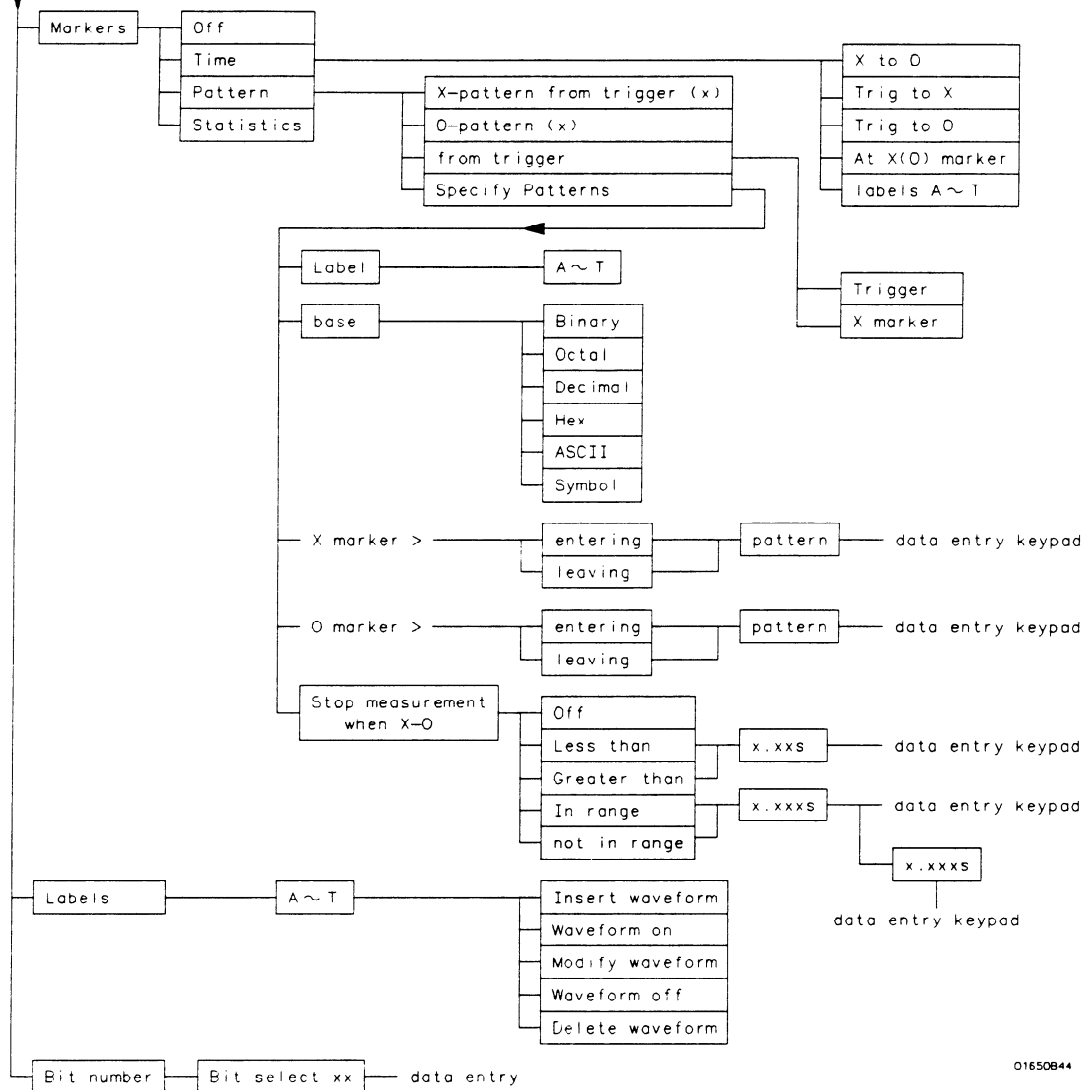 Markers
Off
Time
Pattern
Statistics
X-pattern from trigger (x)
O-pattern (x)
from trigger
Specify Patterns
X to O
Trig to X
Trig to O
At X(O) marker
labels A~T
Trigger
X marker
Label
A~T
base
Binary
Octal
Decimal
Hex
ASCII
Symbol
X marker >
entering
leaving
pattern
data entry keypad
O marker >
entering
leaving
pattern
data entry keypad
Stop measurement
when X-O
Off
Less than
Greater than
In range
not in range
x.xxs
data entry keypad
x.xxxs
data entry keypad
x.xxxs
data entry keypad
Labels
A~T
Insert waveform
Waveform on
Modify waveform
Waveform off
Delete waveform
Bit number
Bit select xx
data entry
01650B44